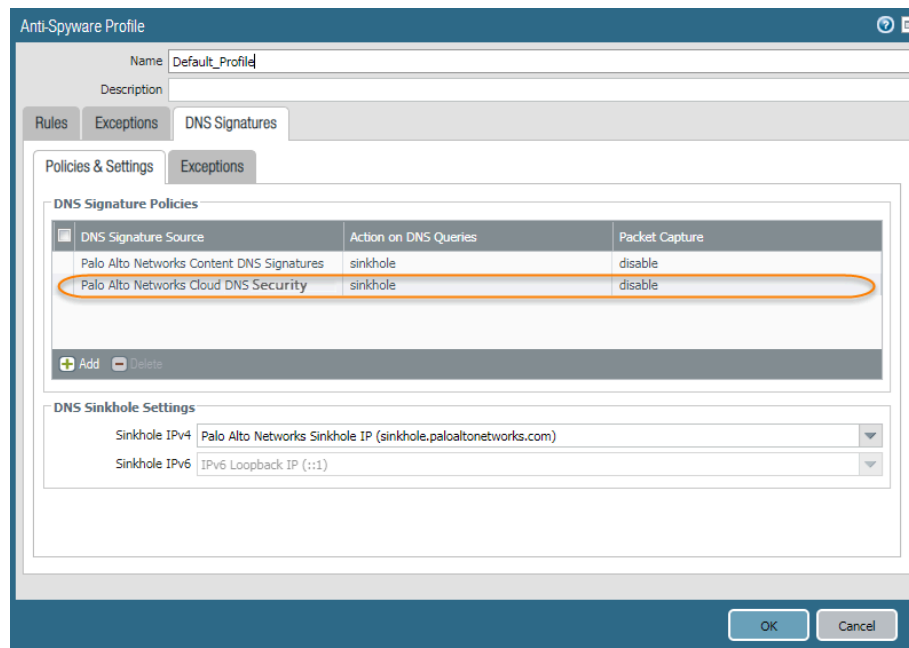 Anti-Spyware Profile
Name Default_Profile
Description
Rules Exceptions DNS Signatures
Policies & Settings Exceptions
DNS Signature Policies
DNS Signature Source Action on DNS Queries Packet Capture
Palo Alto Networks Content DNS Signatures sinkhole disable
Palo Alto Networks Cloud DNS Security sinkhole disable
Add Delete
DNS Sinkhole Settings
Sinkhole IPv4 Palo Alto Networks Sinkhole IP (sinkhole.paloaltonetworks.com)
Sinkhole IPv6 IPv6 Loopback IP (::1)
OK Cancel